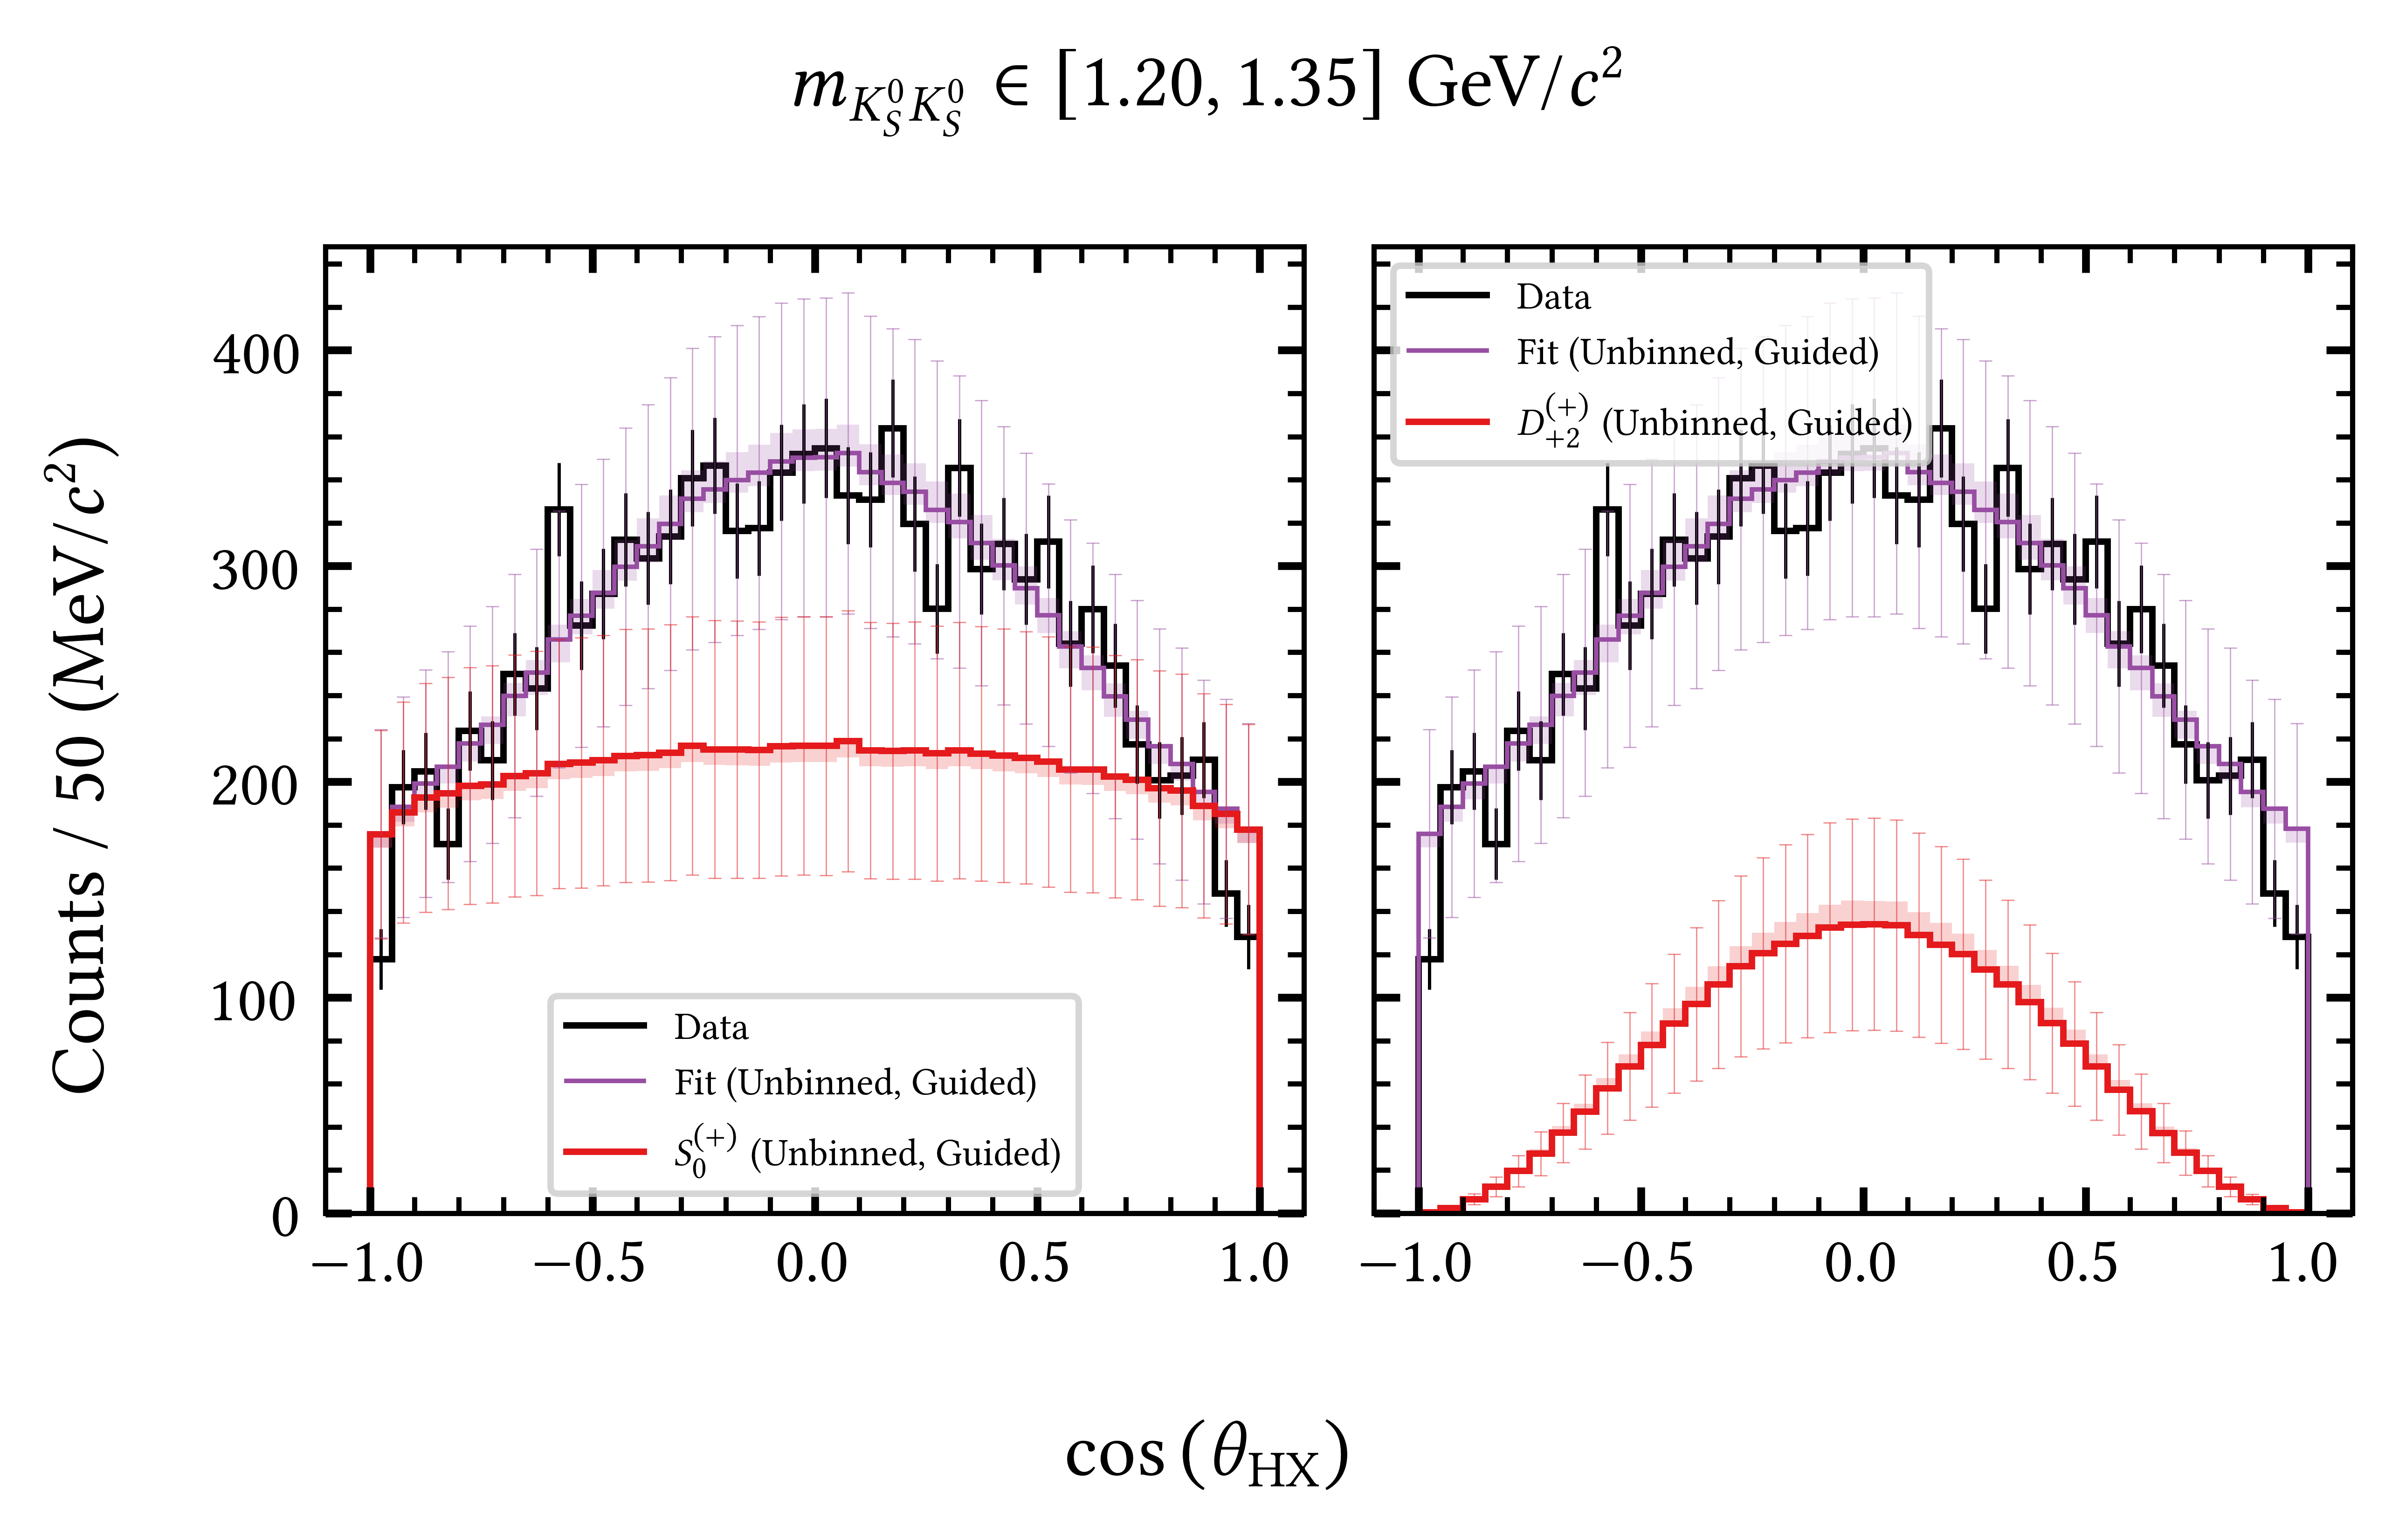 m_{K_S^0 K_S^0} ∈ [1.20, 1.35] GeV/c²
Counts / 50 (MeV/c²)
400
300
200
100
0
−1.0 −0.5 0.0 0.5 1.0
Data
Fit (Unbinned, Guided)
S_0^{(+)} (Unbinned, Guided)
Data
Fit (Unbinned, Guided)
D_{+2}^{(+)} (Unbinned, Guided)
−1.0 −0.5 0.0 0.5 1.0
cos (θ_HX)